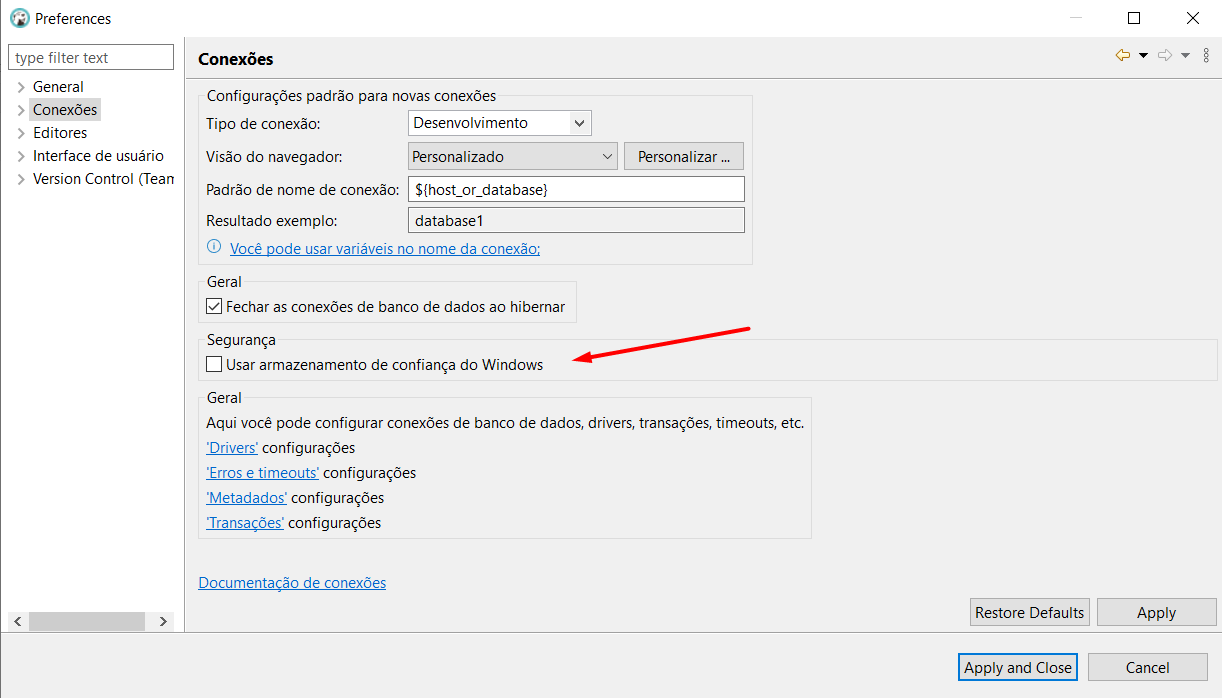 Preferences
type filter text
General
Conexões
Editores
Interface de usuário
Version Control (Team
Conexões
Configurações padrão para novas conexões
Tipo de conexão: Desenvolvimento
Visão do navegador: Personalizado Personalizar ...
Padrão de nome de conexão: ${host_or_database}
Resultado exemplo: database1
Você pode usar variáveis no nome da conexão:
Geral
Fechar as conexões de banco de dados ao hibernar
Segurança
Usar armazenamento de confiança do Windows
Geral
Aqui você pode configurar conexões de banco de dados, drivers, transações, timeouts, etc.
'Drivers' configurações
'Erros e timeouts' configurações
'Metadados' configurações
'Transações' configurações
Documentação de conexões
Restore Defaults Apply
Apply and Close Cancel